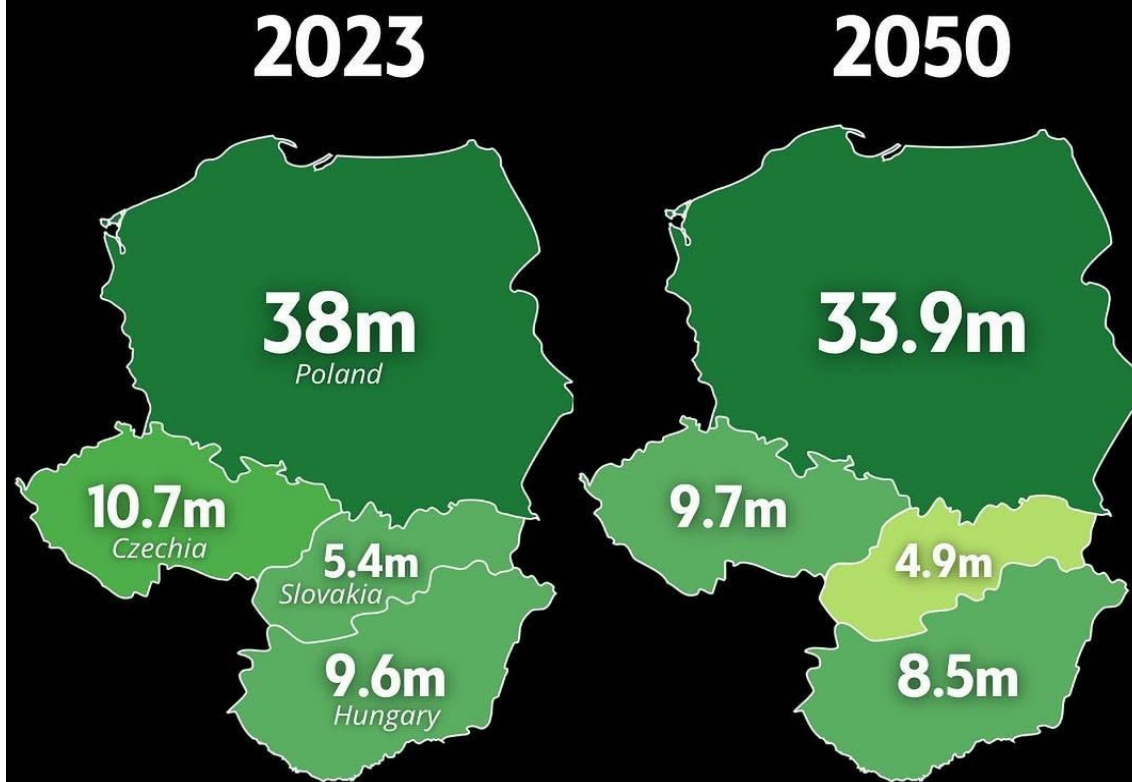 2023
38m
Poland
10.7m
Czechia
5.4m
Slovakia
9.6m
Hungary
2050
33.9m
9.7m
4.9m
8.5m